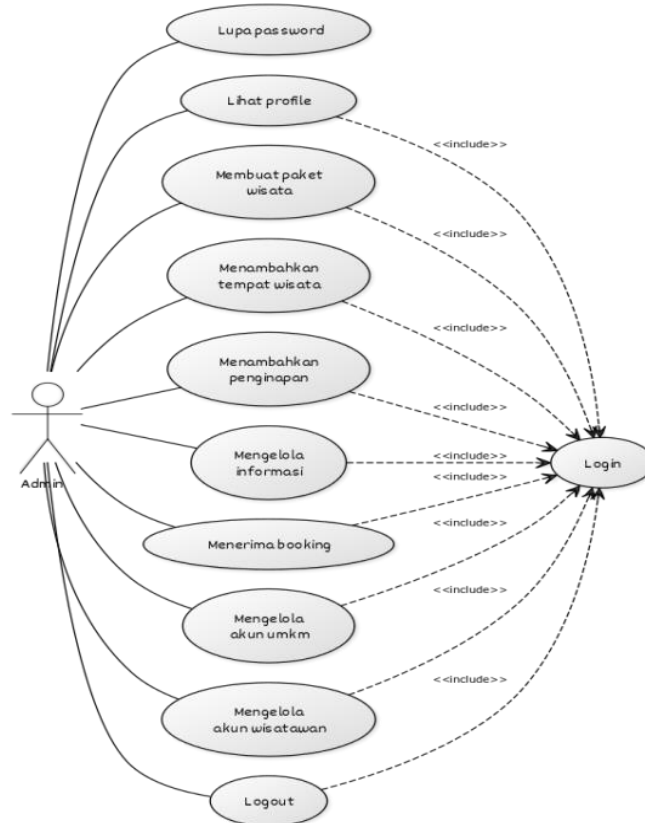 Lupa password
Lihat profile
<<include>>
Membuat paket
wisata
<<include>>
Menambahkan
tempat wisata
<<include>>
Menambahkan
penginapan
<<include>>
Mengelola
informasi
<<include>>
Login
<<include>>
Admin
Menerima booking
<<include>>
Mengelola
akun umkm
<<include>>
Mengelola
akun wisatawan
<<include>>
Logout